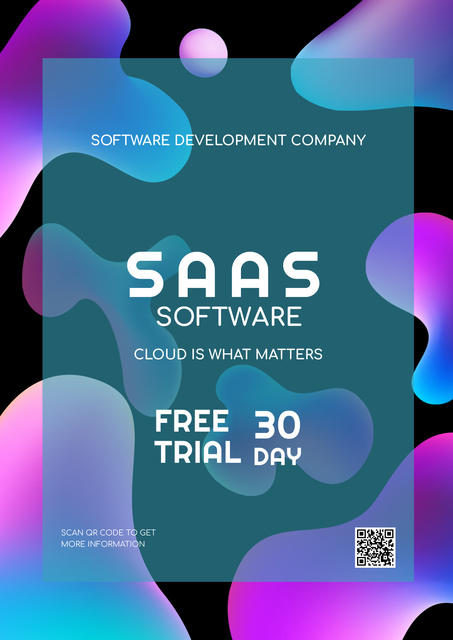 SOFTWARE DEVELOPMENT COMPANY
SAAS
SOFTWARE
CLOUD IS WHAT MATTERS
FREE
TRIAL
30
DAY
SCAN QR CODE TO GET
MORE INFORMATION